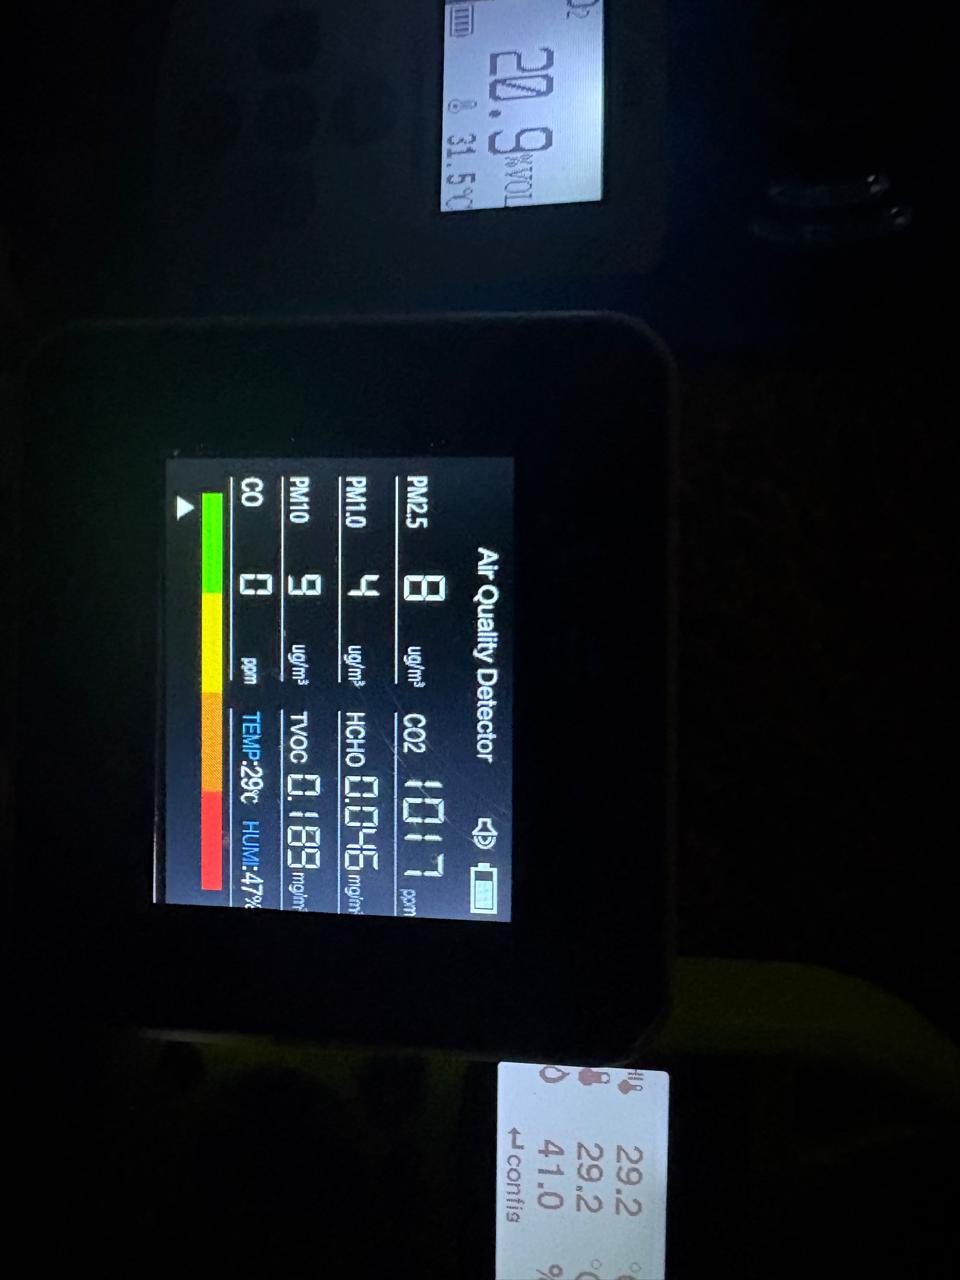 20.9%VOL
31.5℃
Air Quality Detector
PM2.5 8 ug/m³ CO2 1017 ppm
PM1.0 4 ug/m³ HCHO 0.046 mg/m³
PM10 9 ug/m³ TVOC 0.189 mg/m³
CO 0 ppm TEMP:29℃ HUMI:47%
29.2 °C
29.2 °C
41.0 %
↵config